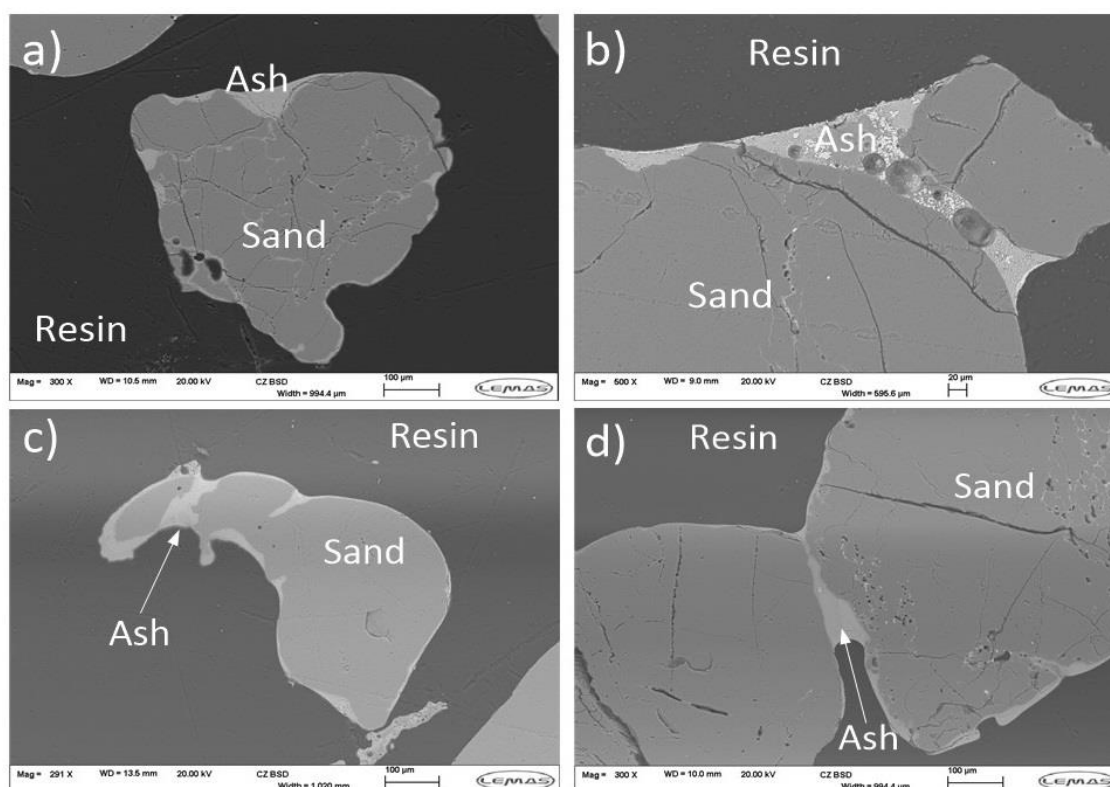 a)
Ash
Sand
Resin
Mag = 300 X WD = 10.5 mm 20.00 kV CZ BSD 100 µm
Width = 994.4 µm
LEMAS
b)
Resin
Ash
Sand
Mag = 500 X WD = 9.0 mm 20.00 kV CZ BSD 20 µm
Width = 595.6 µm
LEMAS
c)
Resin
Sand
Ash
Mag = 291 X WD = 13.5 mm 20.00 kV CZ BSD 100 µm
Width = 1.020 mm
LEMAS
d)
Resin
Sand
Ash
Mag = 300 X WD = 10.0 mm 20.00 kV CZ BSD 100 µm
Width = 994.4 µm
LEMAS